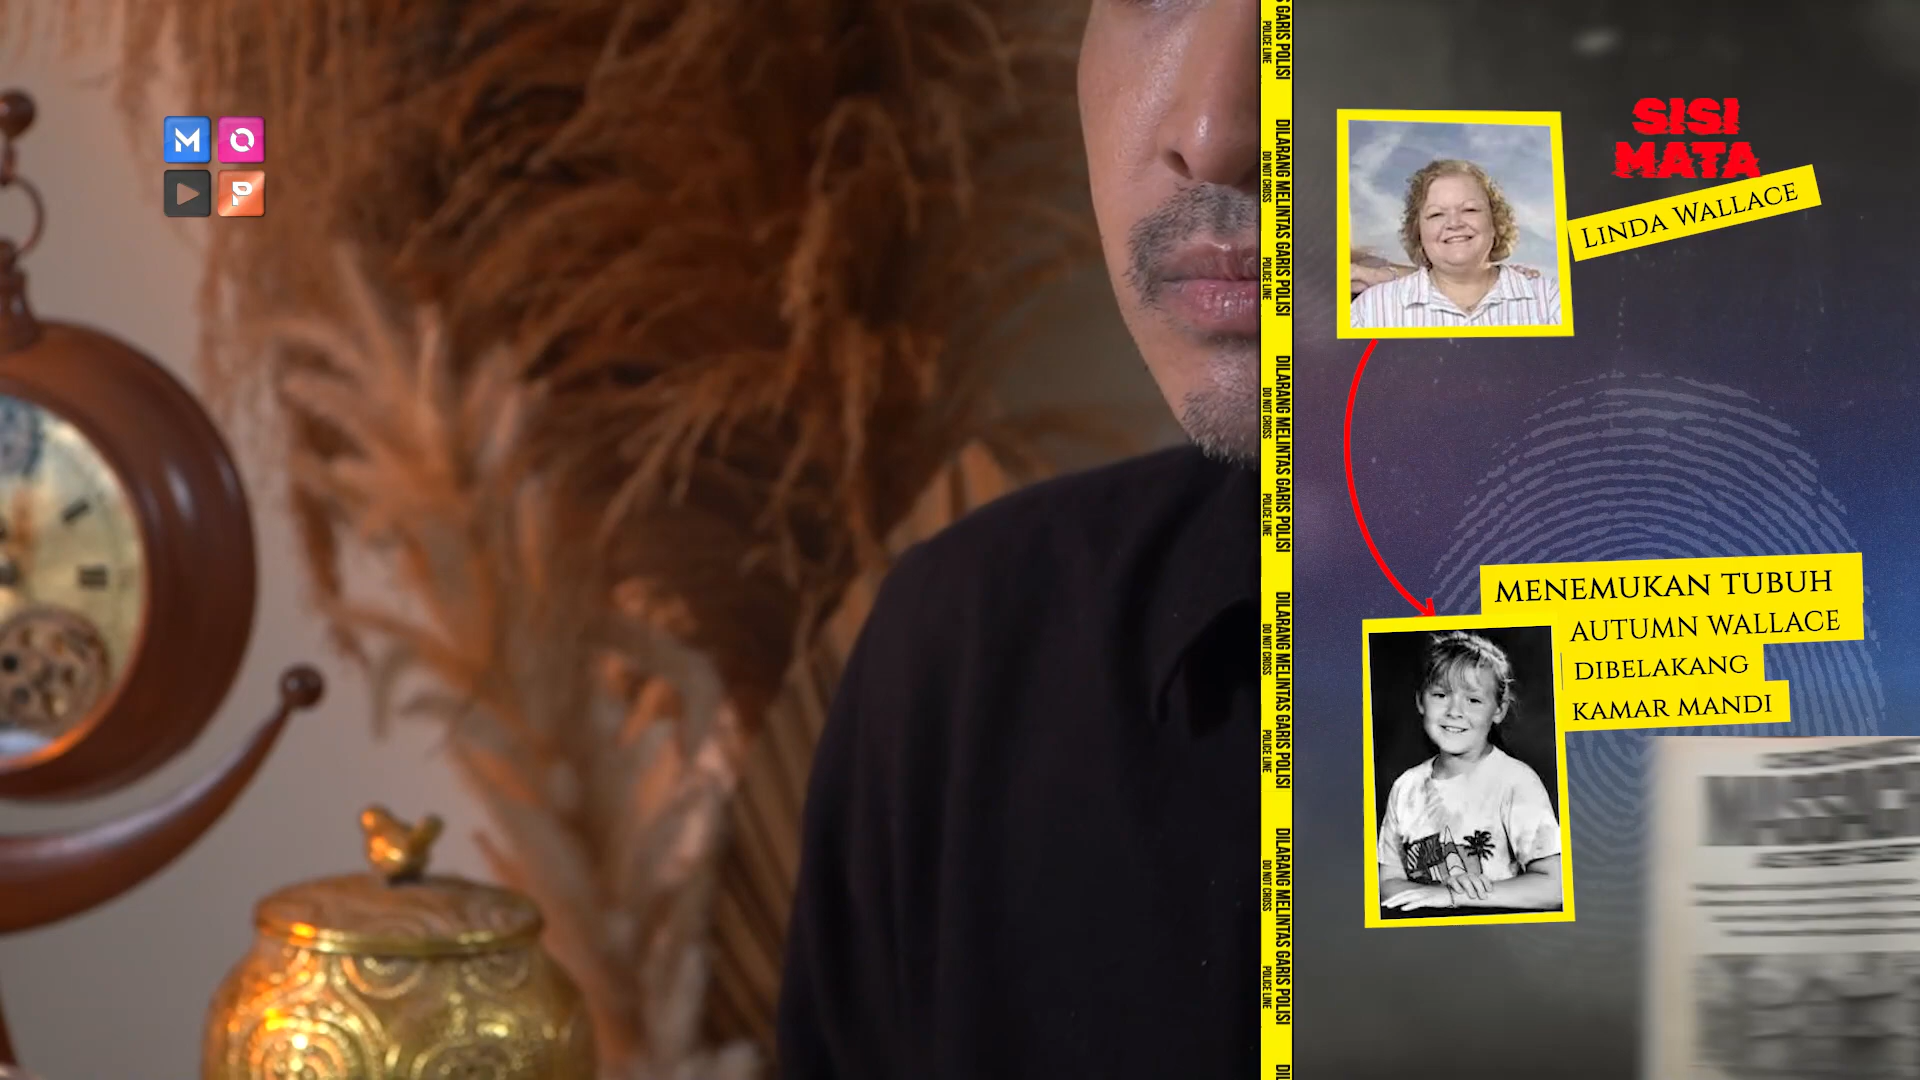 M O
P
SISI
MATA
LINDA WALLACE
MENEMUKAN TUBUH
AUTUMN WALLACE
DIBELAKANG
KAMAR MANDI
S GARIS POLISI
DILARANG MELINTAS GARIS POLISI
DILARANG MELINTAS GARIS POLISI
DILARANG MELINTAS GARIS POLISI
DILARANG MELINTAS GARIS POLISI
DIL
POLICE LINE
DO NOT CROSS
POLICE LINE
DO NOT CROSS
POLICE LINE
DO NOT CROSS
POLICE LINE
DO NOT CROSS
POLICE LINE